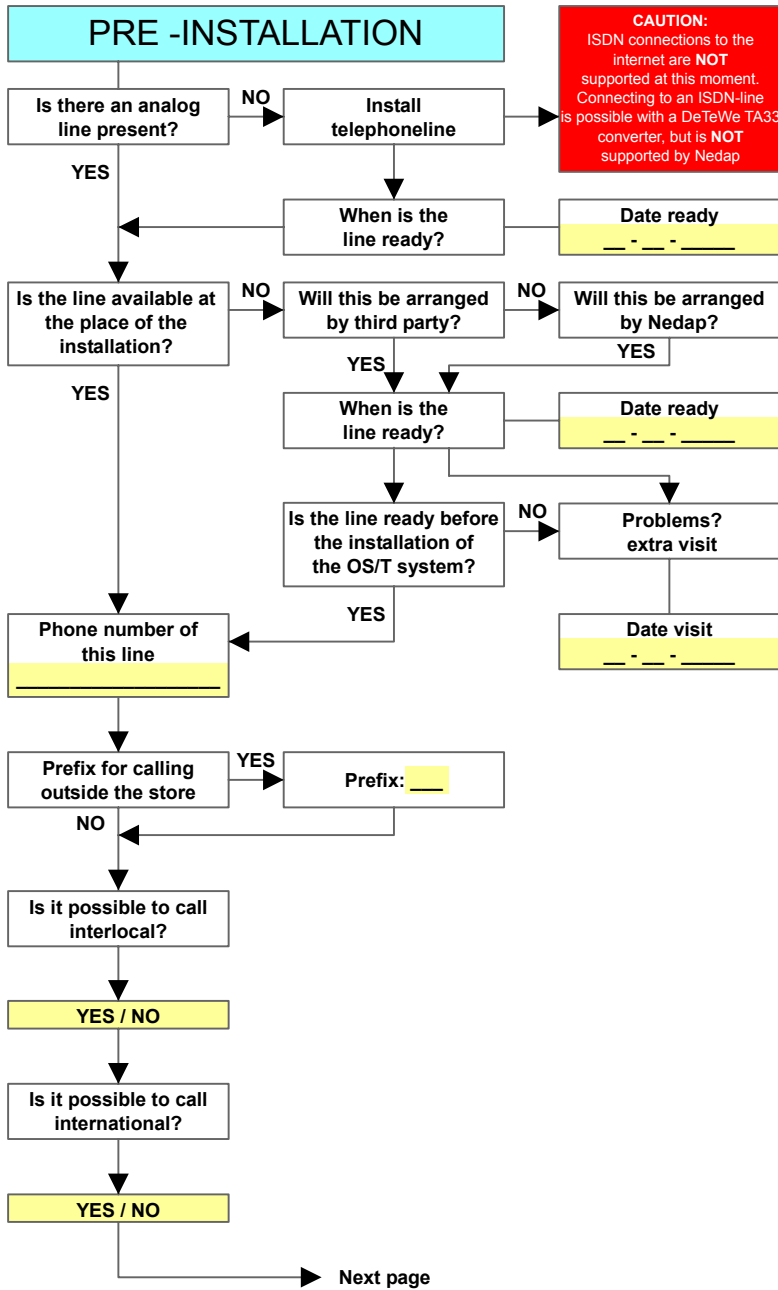 PRE -INSTALLATION
CAUTION:
ISDN connections to the
internet are NOT
supported at this moment.
Connecting to an ISDN-line
is possible with a DeTeWe TA33
converter, but is NOT
supported by Nedap
Is there an analog
line present?
NO
Install
telephoneline
YES
When is the
line ready?
Date ready
__ - __ - _____
Is the line available at
the place of the
installation?
NO
Will this be arranged
by third party?
NO
Will this be arranged
by Nedap?
YES
YES
YES
When is the
line ready?
Date ready
__ - __ - _____
Is the line ready before
the installation of
the OS/T system?
NO
Problems?
extra visit
YES
Phone number of
this line
____________________
Date visit
__ - __ - _____
Prefix for calling
outside the store
YES
Prefix: ___
NO
Is it possible to call
interlocal?
YES / NO
Is it possible to call
international?
YES / NO
Next page